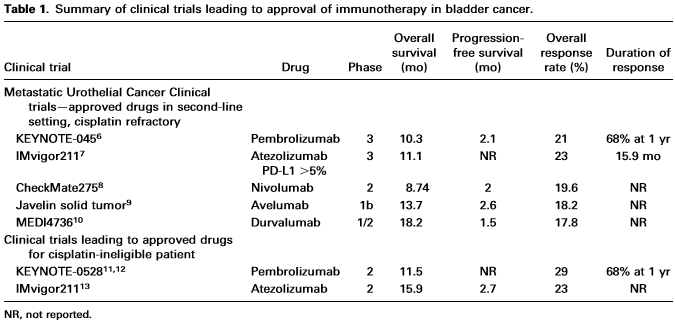 Table 1. Summary of clinical trials leading to approval of immunotherapy in bladder cancer.
Clinical trial Drug Phase Overall survival (mo) Progression-free survival (mo) Overall response rate (%) Duration of response
Metastatic Urothelial Cancer Clinical
trials—approved drugs in second-line
setting, cisplatin refractory
KEYNOTE-045⁶ Pembrolizumab 3 10.3 2.1 21 68% at 1 yr
IMvigor211⁷ Atezolizumab 3 11.1 NR 23 15.9 mo
PD-L1 >5%
CheckMate275⁸ Nivolumab 2 8.74 2 19.6 NR
Javelin solid tumor⁹ Avelumab 1b 13.7 2.6 18.2 NR
MEDI4736¹⁰ Durvalumab 1/2 18.2 1.5 17.8 NR
Clinical trials leading to approved drugs
for cisplatin-ineligible patient
KEYNOTE-0528¹¹,¹² Pembrolizumab 2 11.5 NR 29 68% at 1 yr
IMvigor211¹³ Atezolizumab 2 15.9 2.7 23 NR
NR, not reported.